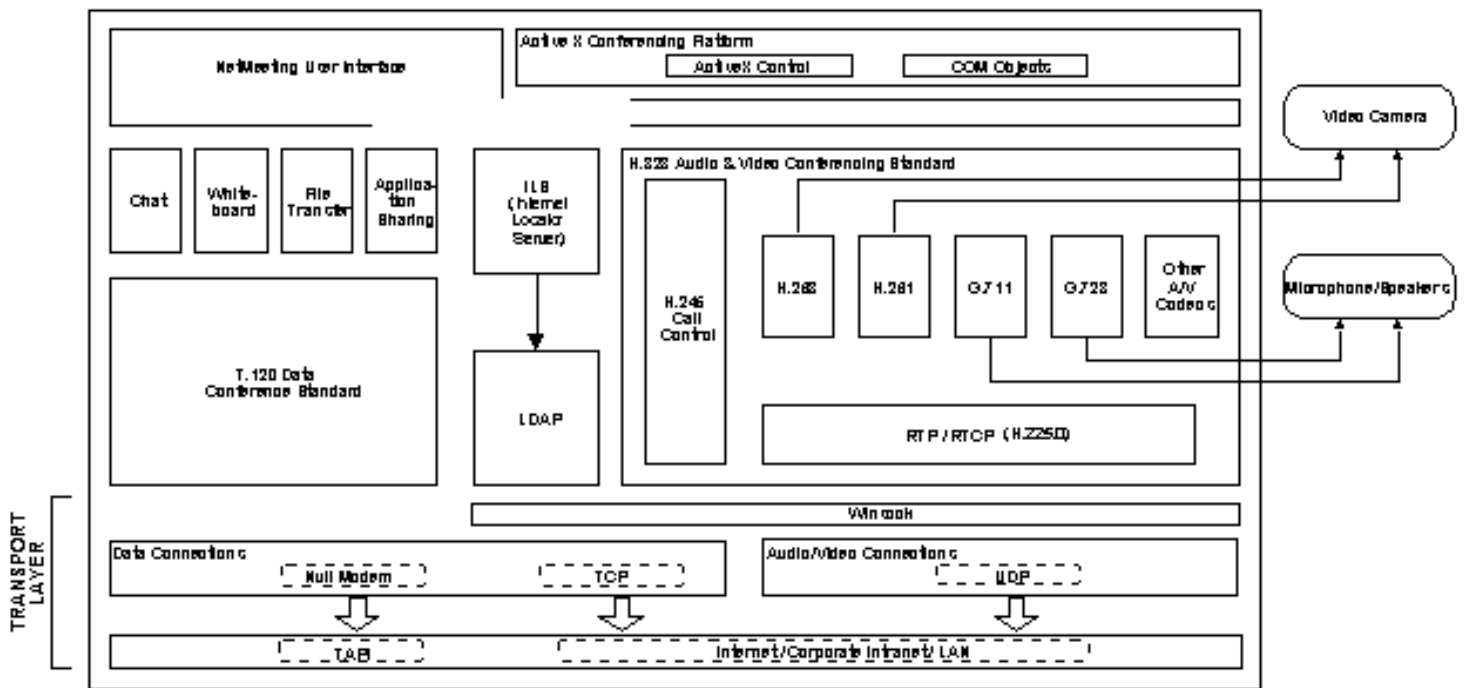 NetMeeting User Interface
Active X Conferencing Platform
ActiveX Control
COM Objects
Video Camera
Chat
White-
board
File
Transfer
Applica-
tion
Sharing
ILS
(Internet
Locator
Server)
H.323 Audio & Video Conferencing Standard
H.245
Call
Control
H.263
H.261
G.711
G.723
Other
A/V
Codecs
Microphone/Speakers
T.120 Data
Conference Standard
LDAP
RTP/RTCP (H.225.0)
Winsock
TRANSPORT
LAYER
Data Connections
Null Modem
TCP
Audio/Video Connections
UDP
TAPI
Internet/Corporate Intranet/LAN